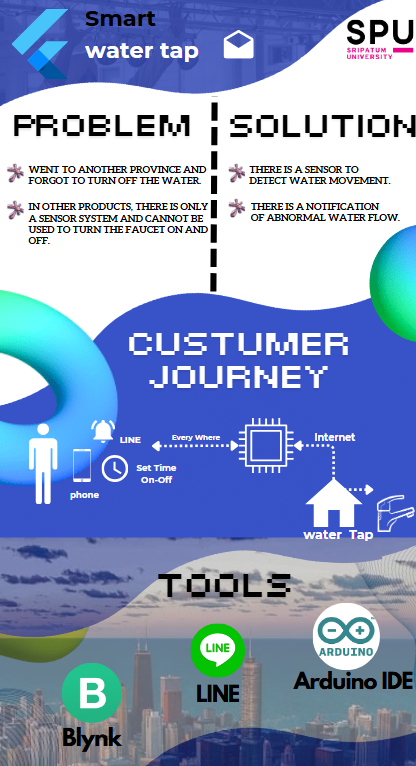 Smart
water tap
SPU
SRIPATUM
UNIVERSITY
PROBLEM
SOLUTION
WENT TO ANOTHER PROVINCE AND
FORGOT TO TURN OFF THE WATER.
IN OTHER PRODUCTS, THERE IS ONLY
A SENSOR SYSTEM AND CANNOT BE
USED TO TURN THE FAUCET ON AND
OFF.
THERE IS A SENSOR TO
DETECT WATER MOVEMENT.
THERE IS A NOTIFICATION
OF ABNORMAL WATER FLOW.
CUSTUMER
JOURNEY
LINE
Every Where
Internet
Set Time
On-Off
phone
water Tap
TOOLS
LINE
LINE
ARDUINO
Arduino IDE
B
Blynk